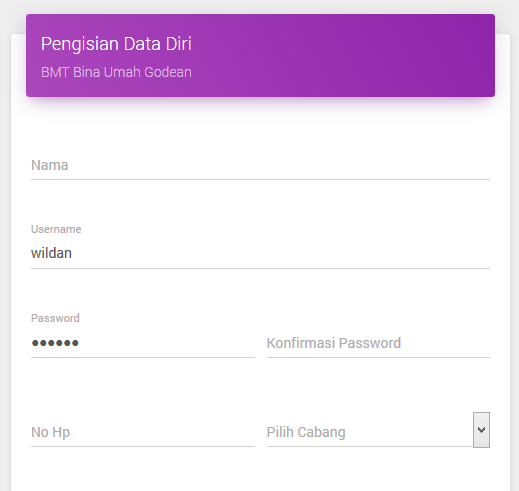 Pengisian Data Diri
BMT Bina Umah Godean
Nama
Username
wildan
Password
••••••
Konfirmasi Password
No Hp
Pilih Cabang